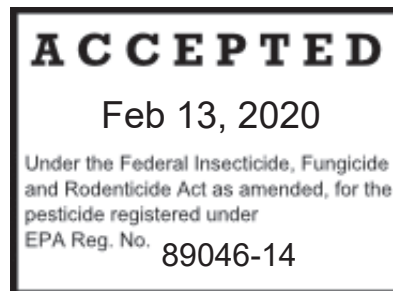 ACCEPTED
Feb 13, 2020
Under the Federal Insecticide, Fungicide
and Rodenticide Act as amended, for the
pesticide registered under
EPA Reg. No. 89046-14